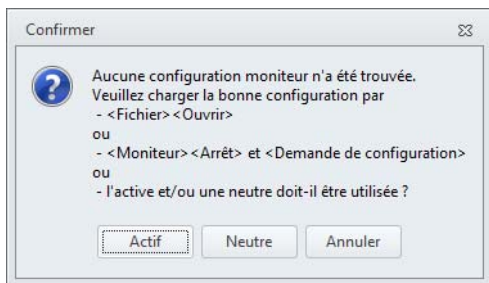 Confirmer
Aucune configuration moniteur n'a été trouvée.
Veuillez charger la bonne configuration par
- <Fichier><Ouvrir>
ou
- <Moniteur><Arrêt> et <Demande de configuration>
ou
- l'active et/ou une neutre doit-il être utilisée ?
Actif Neutre Annuler